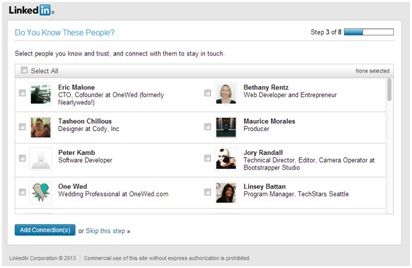 Linked in®
Do You Know These People?
Step 3 of 8
Select people you know and trust, and connect with them to stay in touch.
Select All
None selected
Eric Malone
CTO, Cofounder at OneWed (formerly
Nearlyweds!)
Bethany Rentz
Web Developer and Entrepreneur
Tasheon Chillous
Designer at Cody, Inc
Maurice Morales
Producer
Peter Kamb
Software Developer
Jory Randall
Technical Director, Editor, Camera Operator at
Bootstrapper Studio
One Wed
Wedding Professional at OneWed.com
Linsey Battan
Program Manager, TechStars Seattle
Add Connection(s) or Skip this step »
LinkedIn Corporation © 2013 | Commercial use of this site without express authorization is prohibited.